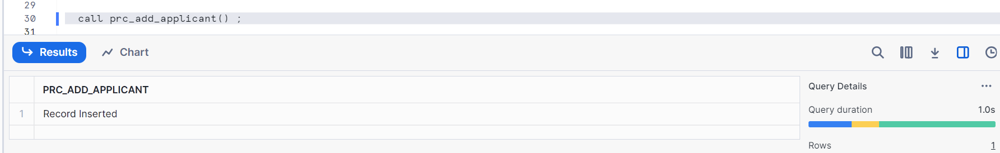 29
30 call prc_add_applicant() ;
31
Results Chart
PRC_ADD_APPLICANT
1 Record Inserted
Query Details ...
Query duration 1.0s
Rows 1